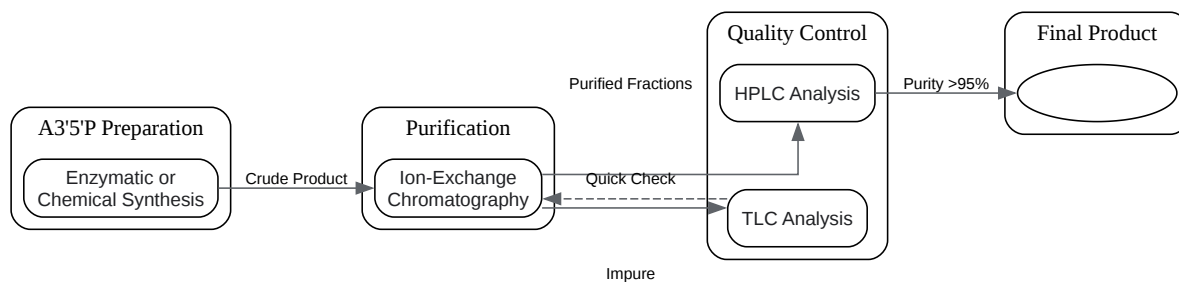 A3'5'P Preparation
Enzymatic or
Chemical Synthesis
Crude Product
Purification
Ion-Exchange
Chromatography
Purified Fractions
Quick Check
Impure
Quality Control
HPLC Analysis
TLC Analysis
Purity >95%
Final Product